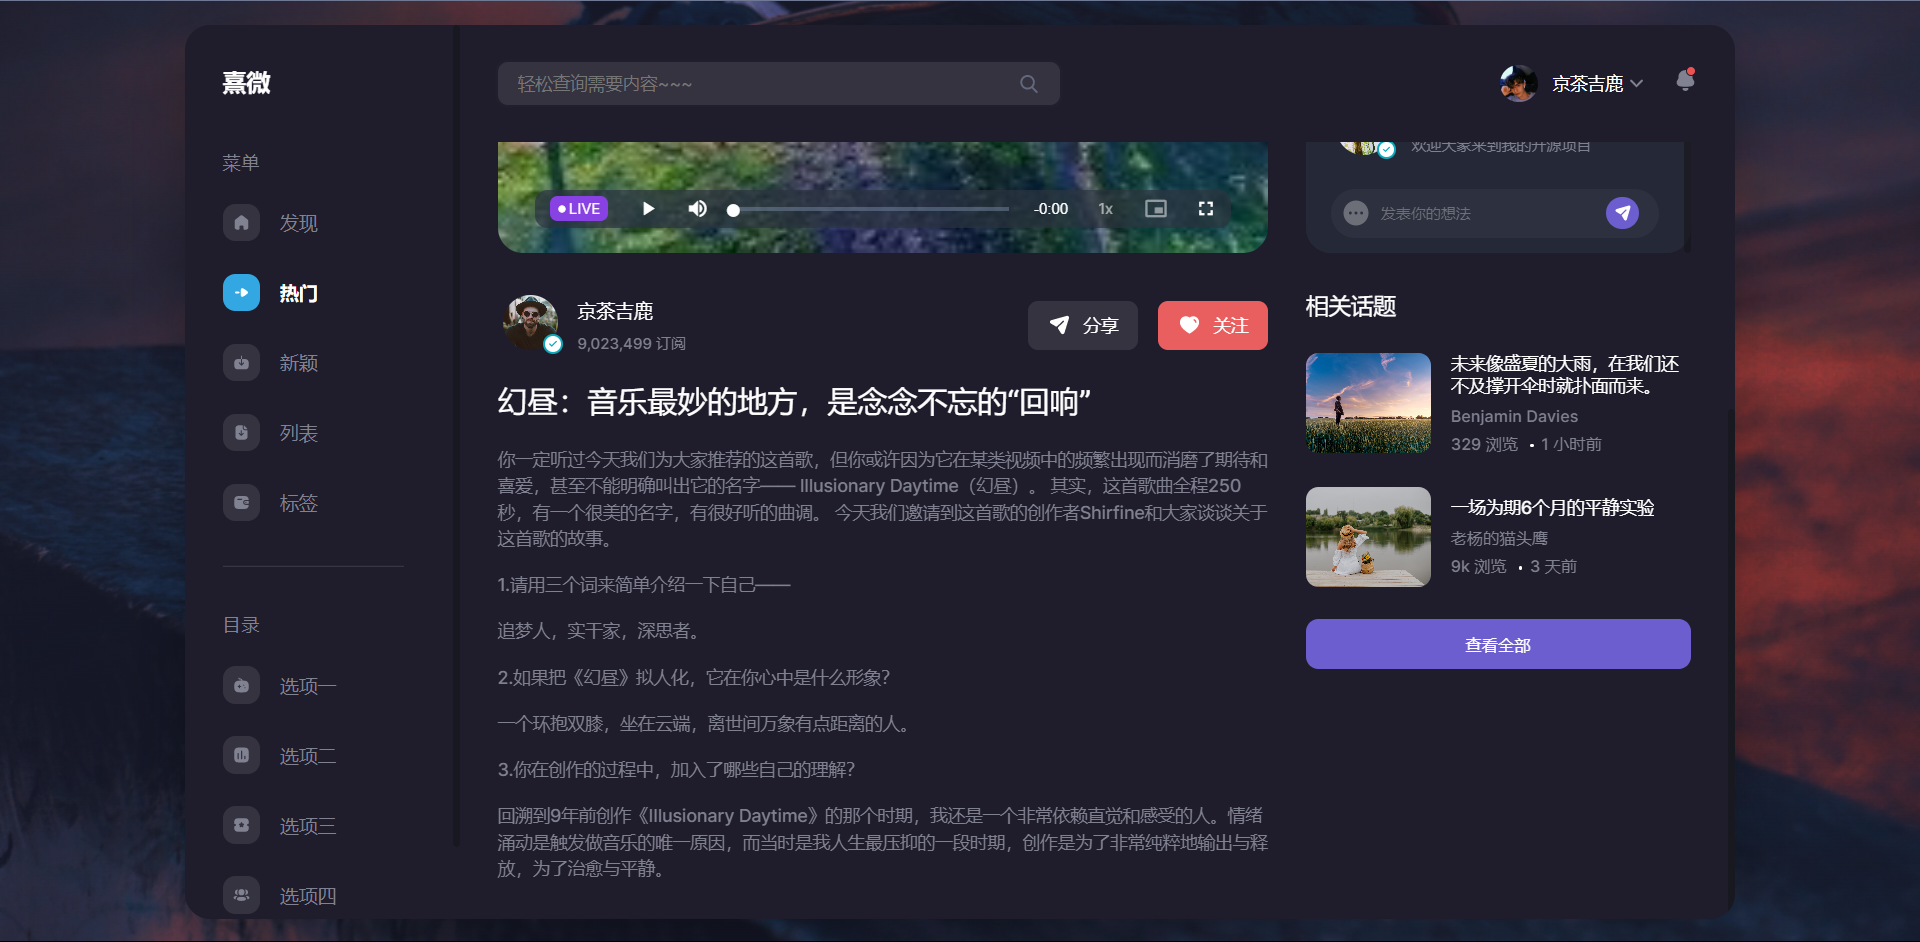 熹微
轻松查询需要内容~~~
京茶吉鹿
菜单
发现
热门
新颖
列表
标签
目录
选项一
选项二
选项三
选项四
LIVE
-0:00
1x
京茶吉鹿
9,023,499 订阅
分享
关注
幻昼：音乐最妙的地方，是念念不忘的“回响”
你一定听过今天我们为大家推荐的这首歌，但你或许因为它在某类视频中的频繁出现而消磨了期待和
喜爱，甚至不能明确叫出它的名字—— Illusionary Daytime（幻昼）。 其实，这首歌曲全程250
秒，有一个很美的名字，有很好听的曲调。 今天我们邀请到这首歌的创作者Shirfine和大家谈谈关于
这首歌的故事。
1.请用三个词来简单介绍一下自己——
追梦人，实干家，深思者。
2.如果把《幻昼》拟人化，它在你心中是什么形象？
一个环抱双膝，坐在云端，离世间万象有点距离的人。
3.你在创作的过程中，加入了哪些自己的理解？
回溯到9年前创作《Illusionary Daytime》的那个时期，我还是一个非常依赖直觉和感受的人。情绪
涌动是触发做音乐的唯一原因，而当时是我人生最压抑的一段时期，创作是为了非常纯粹地输出与释
放，为了治愈与平静。
欢迎大家来到我的开源项目
发表你的想法
相关话题
未来像盛夏的大雨，在我们还
不及撑开伞时就扑面而来。
Benjamin Davies
329 浏览 • 1 小时前
一场为期6个月的平静实验
老杨的猫头鹰
9k 浏览 • 3 天前
查看全部